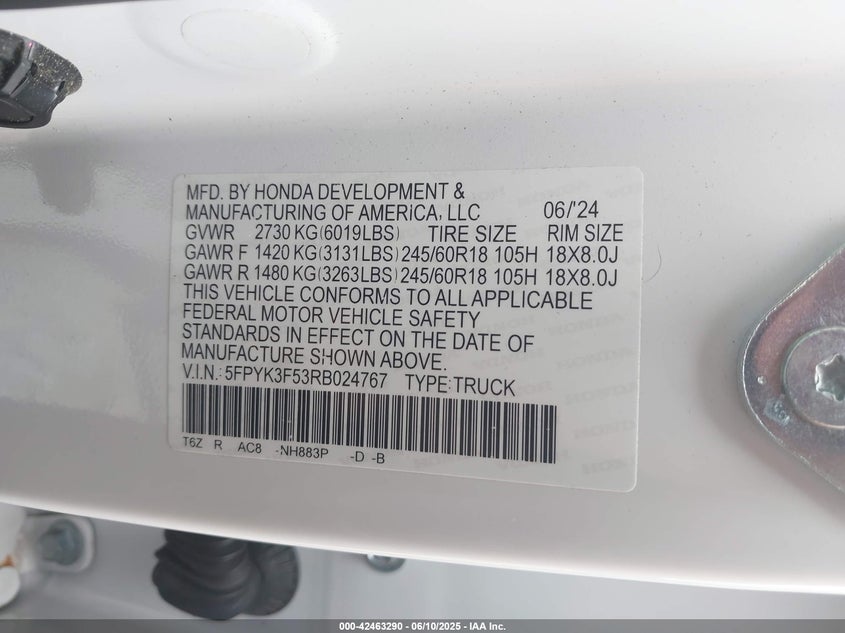 MFD. BY HONDA DEVELOPMENT &
MANUFACTURING OF AMERICA, LLC 06/'24
GVWR 2730 KG(6019LBS) TIRE SIZE RIM SIZE
GAWR F 1420 KG(3131LBS) 245/60R18 105H 18X8.0J
GAWR R 1480 KG(3263LBS) 245/60R18 105H 18X8.0J
THIS VEHICLE CONFORMS TO ALL APPLICABLE
FEDERAL MOTOR VEHICLE SAFETY
STANDARDS IN EFFECT ON THE DATE OF
MANUFACTURE SHOWN ABOVE.
V.I.N.: 5FPYK3F53RB024767 TYPE:TRUCK
T6Z R AC8 -NH883P -D -B
000-42463290 - 06/10/2025 - IAA Inc.